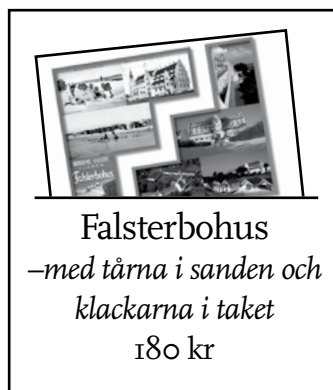 Falsterbohus
–med tårna i sanden och
klackarna i taket
180 kr